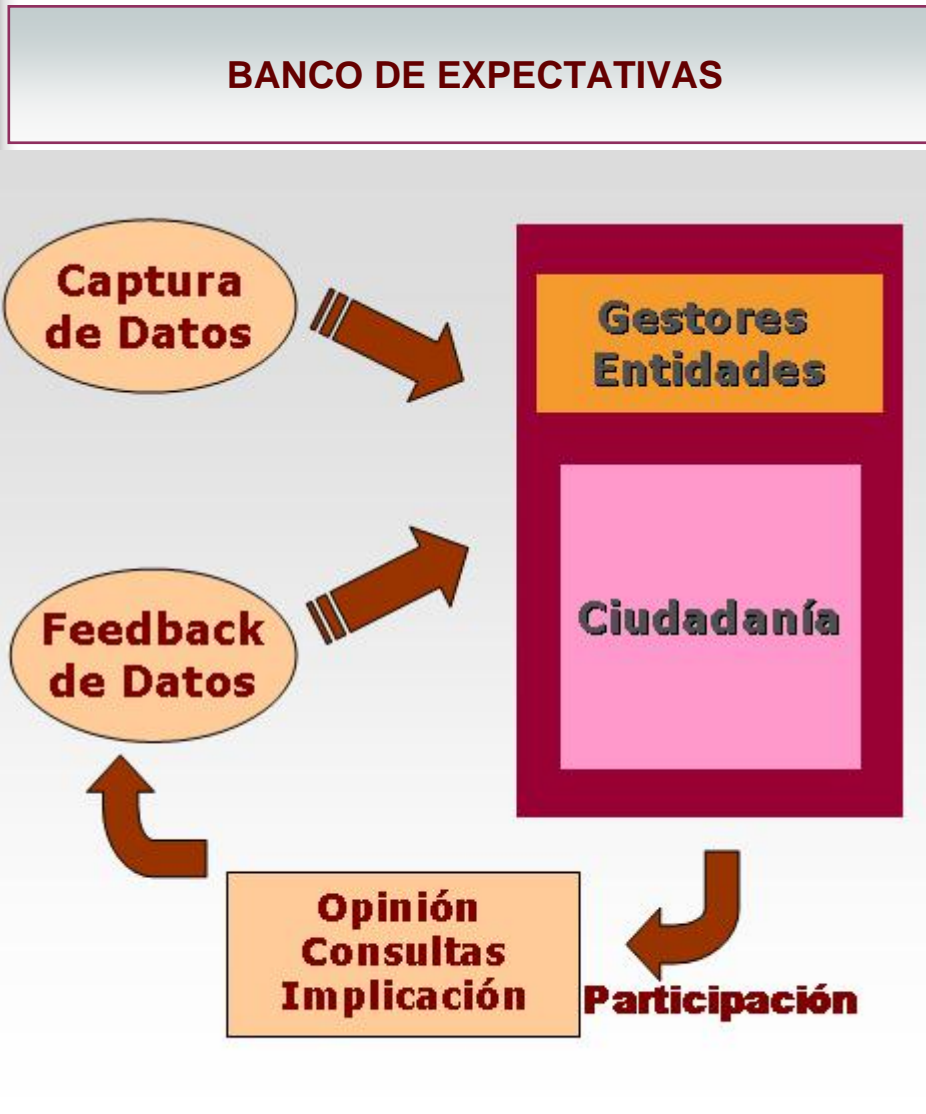 BANCO DE EXPECTATIVAS
Captura
de Datos
Gestores
Entidades
Feedback
de Datos
Ciudadanía
Opinión
Consultas
Implicación
Participación